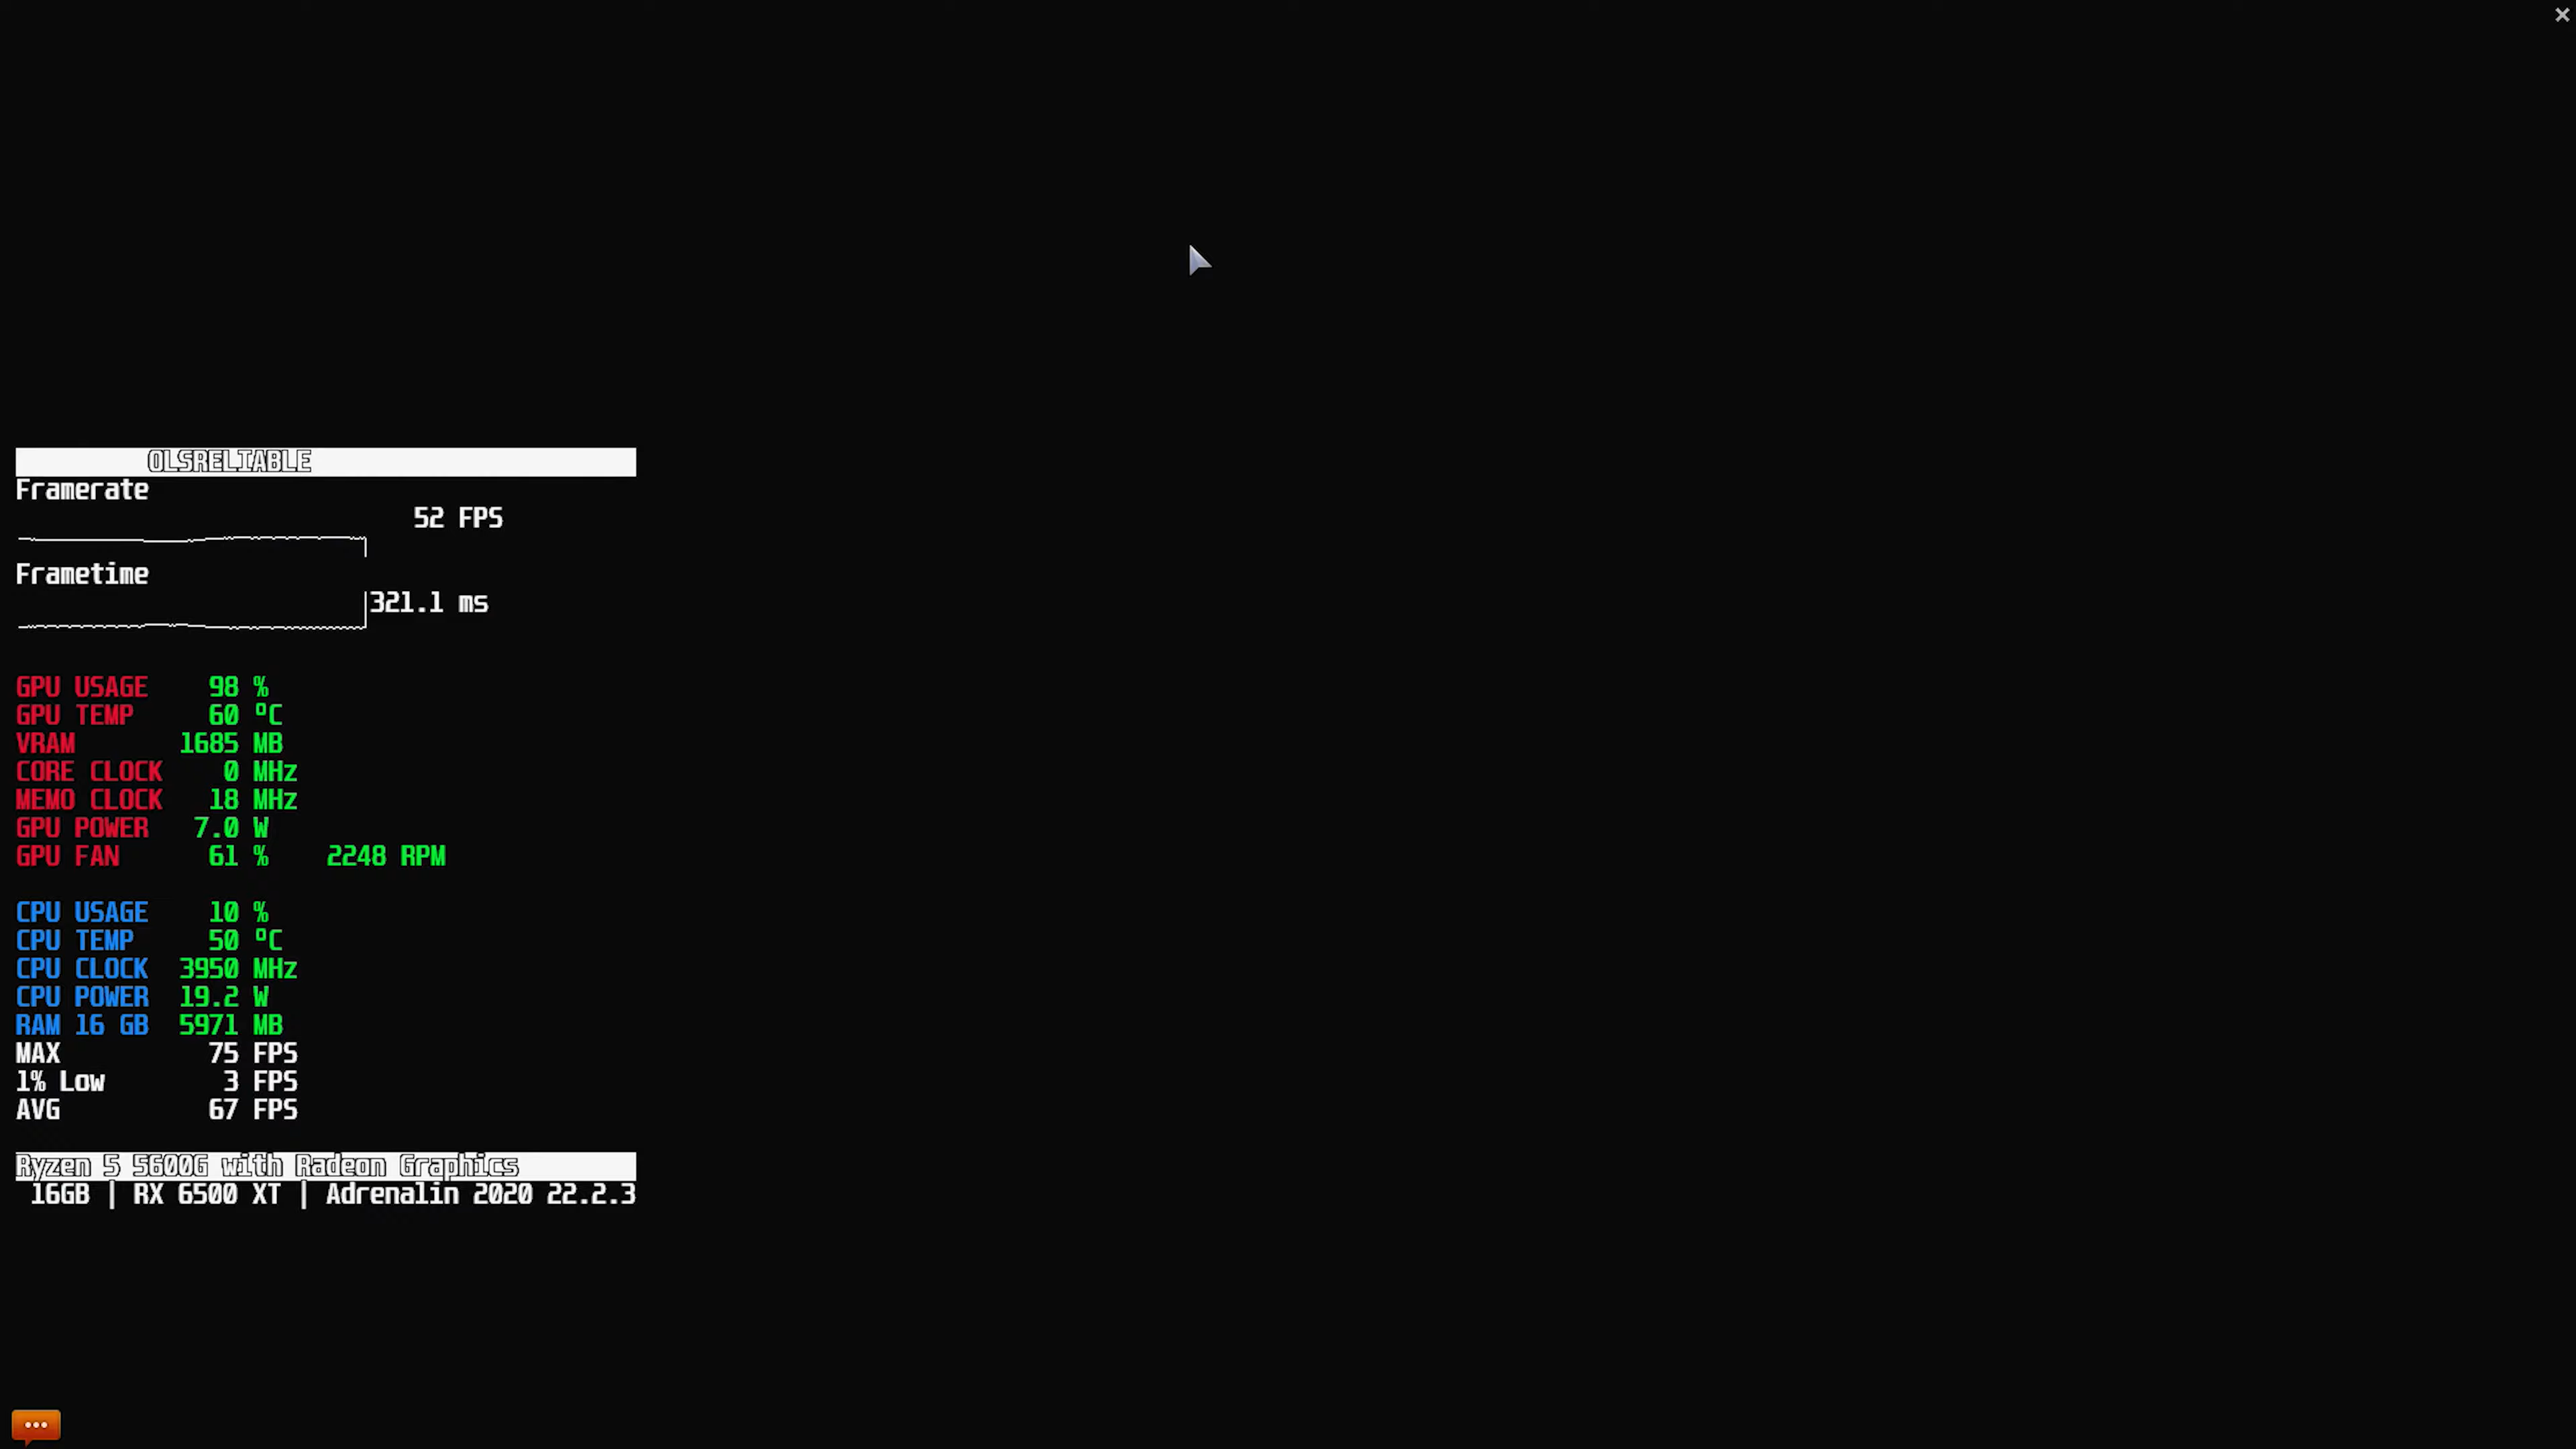 OLSRELIABLE
Framerate
52 FPS
Frametime
321.1 ms
GPU USAGE 98 %
GPU TEMP 60 ºC
VRAM 1685 MB
CORE CLOCK 0 MHz
MEMO CLOCK 18 MHz
GPU POWER 7.0 W
GPU FAN 61 % 2248 RPM
CPU USAGE 10 %
CPU TEMP 50 ºC
CPU CLOCK 3950 MHz
CPU POWER 19.2 W
RAM 16 GB 5971 MB
MAX 75 FPS
1% Low 3 FPS
AVG 67 FPS
Ryzen 5 5600G with Radeon Graphics
16GB | RX 6500 XT | Adrenalin 2020 22.2.3